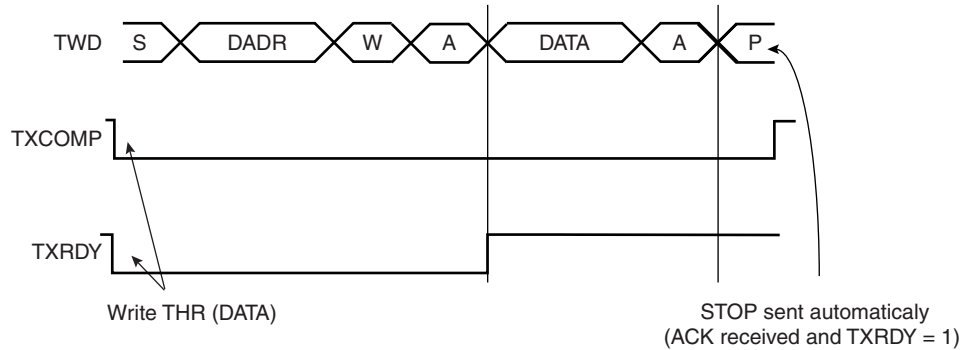 TWD S DADR W A DATA A P
TXCOMP
TXRDY
Write THR (DATA)
STOP sent automaticaly
(ACK received and TXRDY = 1)